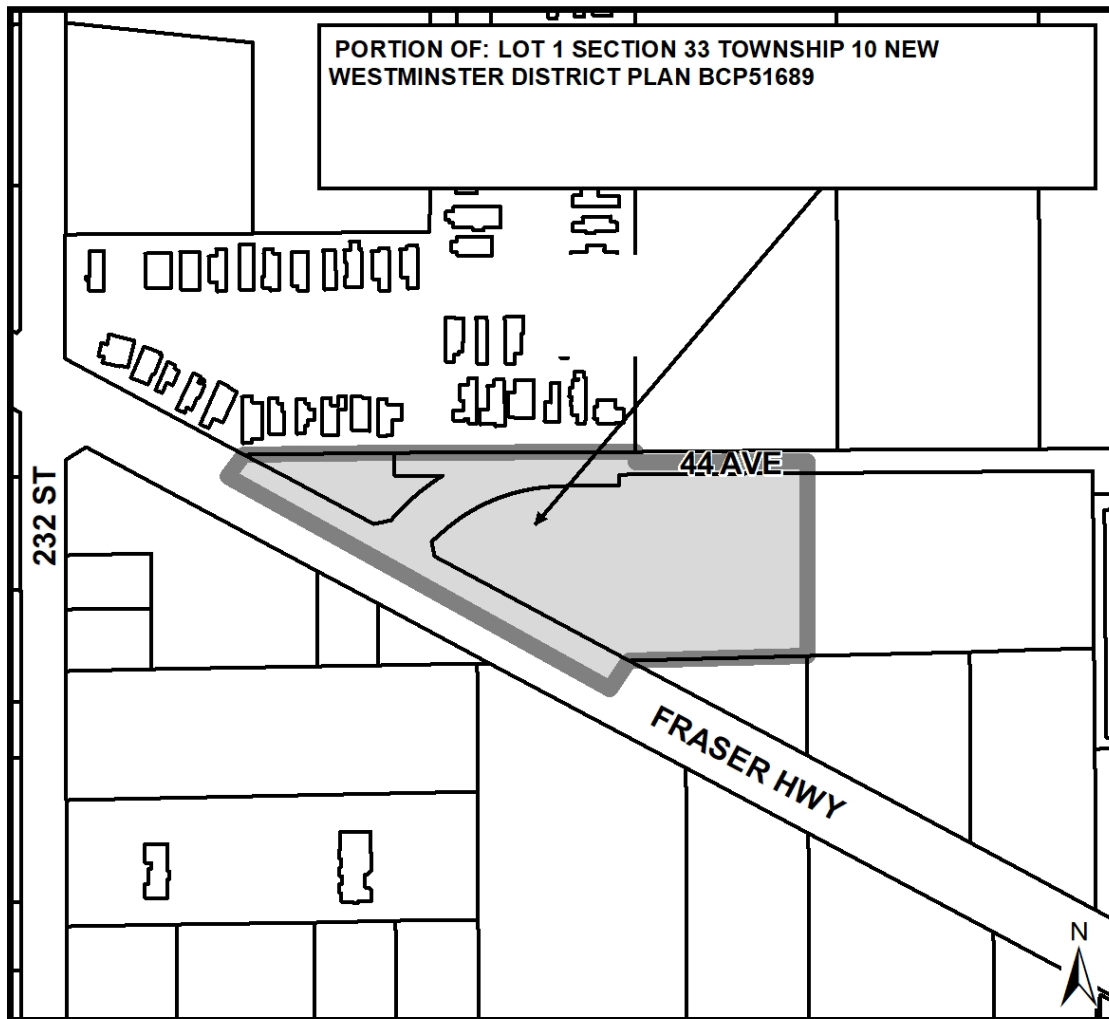 PORTION OF: LOT 1 SECTION 33 TOWNSHIP 10 NEW
WESTMINSTER DISTRICT PLAN BCP51689
44 AVE
232 ST
FRASER HWY
N